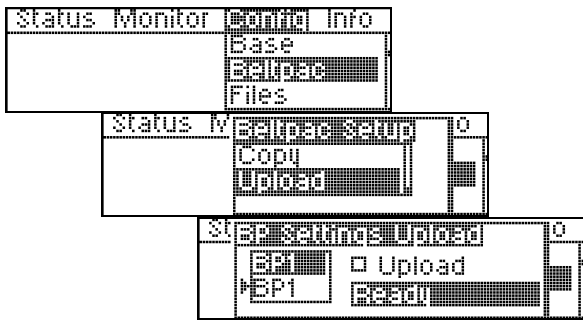 Status Monitor Config Info
Base
Beltpac
Files
Status M
Beltpac Setup
o
Copy
Upload
St
BP Settings Upload
o
BP1
Upload
BP1
Ready